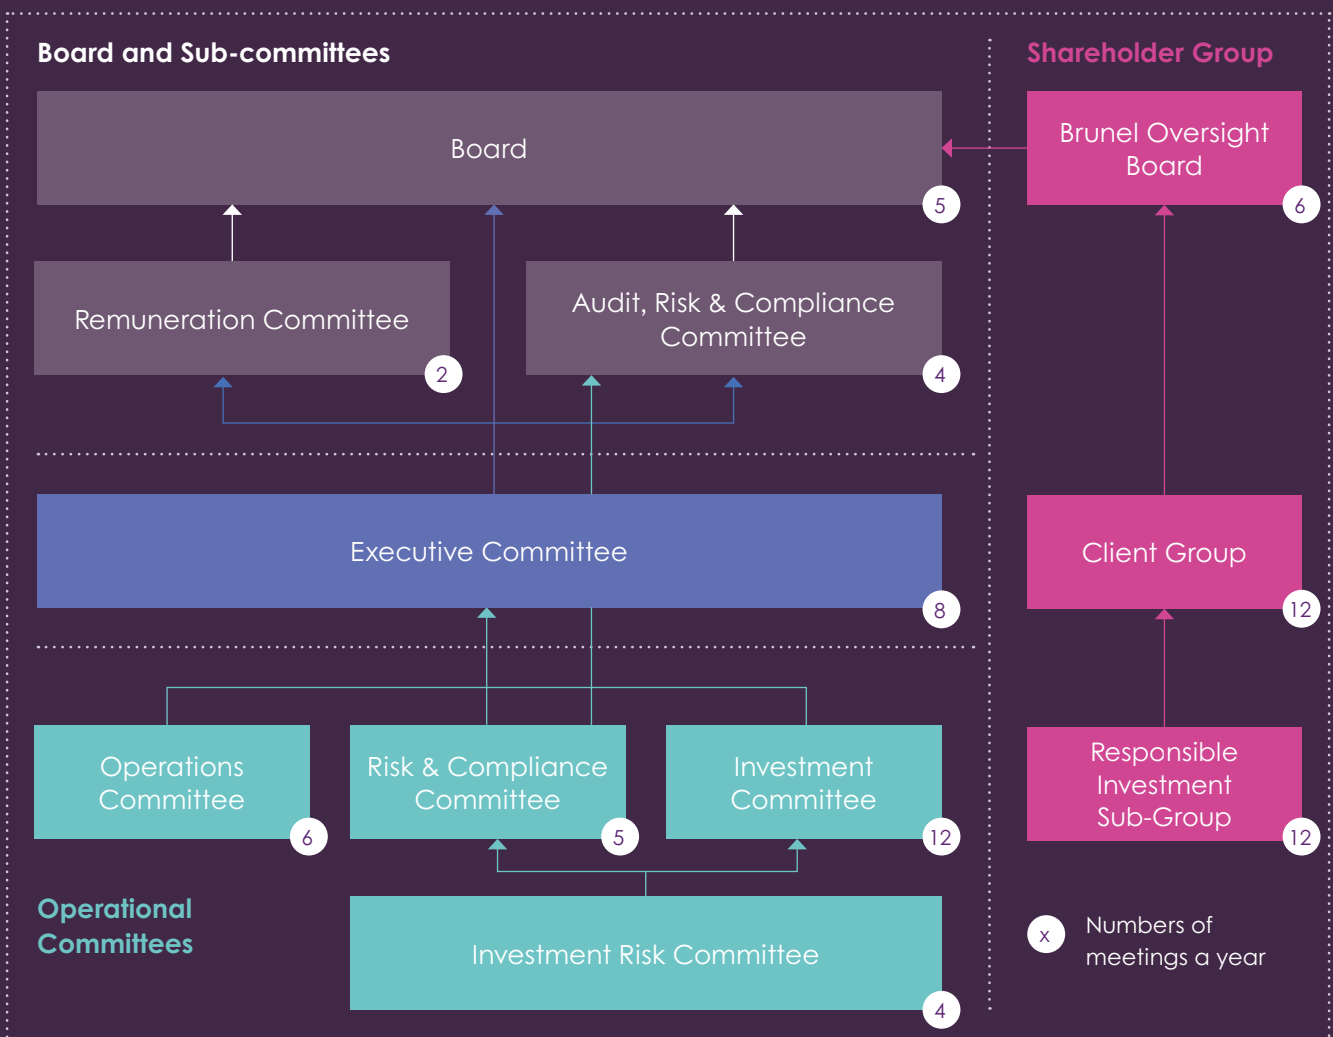 Board and Sub-committees
Shareholder Group
Board
5
Brunel Oversight
Board
6
Remuneration Committee
2
Audit, Risk & Compliance
Committee
4
Executive Committee
8
Client Group
12
Operations
Committee
6
Risk & Compliance
Committee
5
Investment
Committee
12
Responsible
Investment
Sub-Group
12
Operational
Committees
Investment Risk Committee
4
x
Numbers of
meetings a year